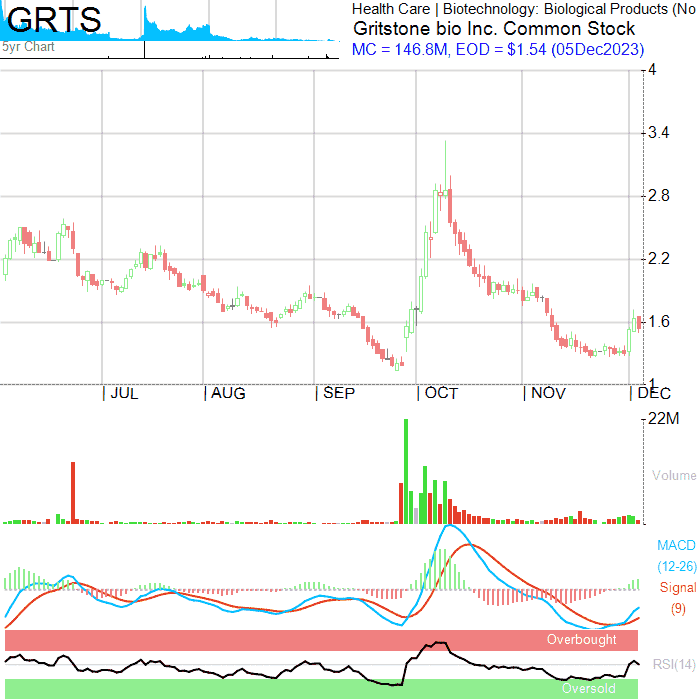 GRTS
Health Care | Biotechnology: Biological Products (No
Gritstone bio Inc. Common Stock
5yr Chart
MC = 146.8M, EOD = $1.54 (05Dec2023)
4
3.4
2.8
2.2
1.6
1
JUL AUG SEP OCT NOV DEC
22M
Volume
MACD
(12-26)
Signal
(9)
Overbought
RSI(14)
Oversold